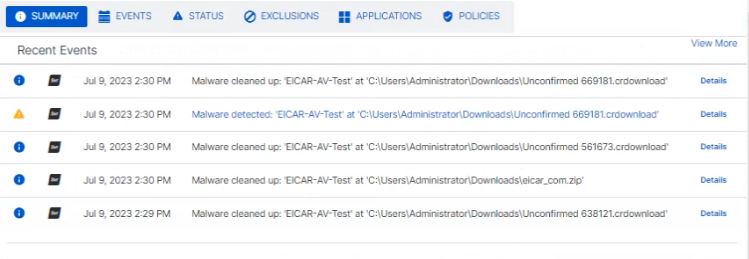 SUMMARY EVENTS STATUS EXCLUSIONS APPLICATIONS POLICIES
Recent Events View More
Jul 9, 2023 2:30 PM Malware cleaned up: 'EICAR-AV-Test' at 'C:\Users\Administrator\Downloads\Unconfirmed 669181.crdownload' Details
Jul 9, 2023 2:30 PM Malware detected: 'EICAR-AV-Test' at 'C:\Users\Administrator\Downloads\Unconfirmed 669181.crdownload' Details
Jul 9, 2023 2:30 PM Malware cleaned up: 'EICAR-AV-Test' at 'C:\Users\Administrator\Downloads\Unconfirmed 561673.crdownload' Details
Jul 9, 2023 2:30 PM Malware cleaned up: 'EICAR-AV-Test' at 'C:\Users\Administrator\Downloads\eicar_com.zip' Details
Jul 9, 2023 2:29 PM Malware cleaned up: 'EICAR-AV-Test' at 'C:\Users\Administrator\Downloads\Unconfirmed 638121.crdownload' Details